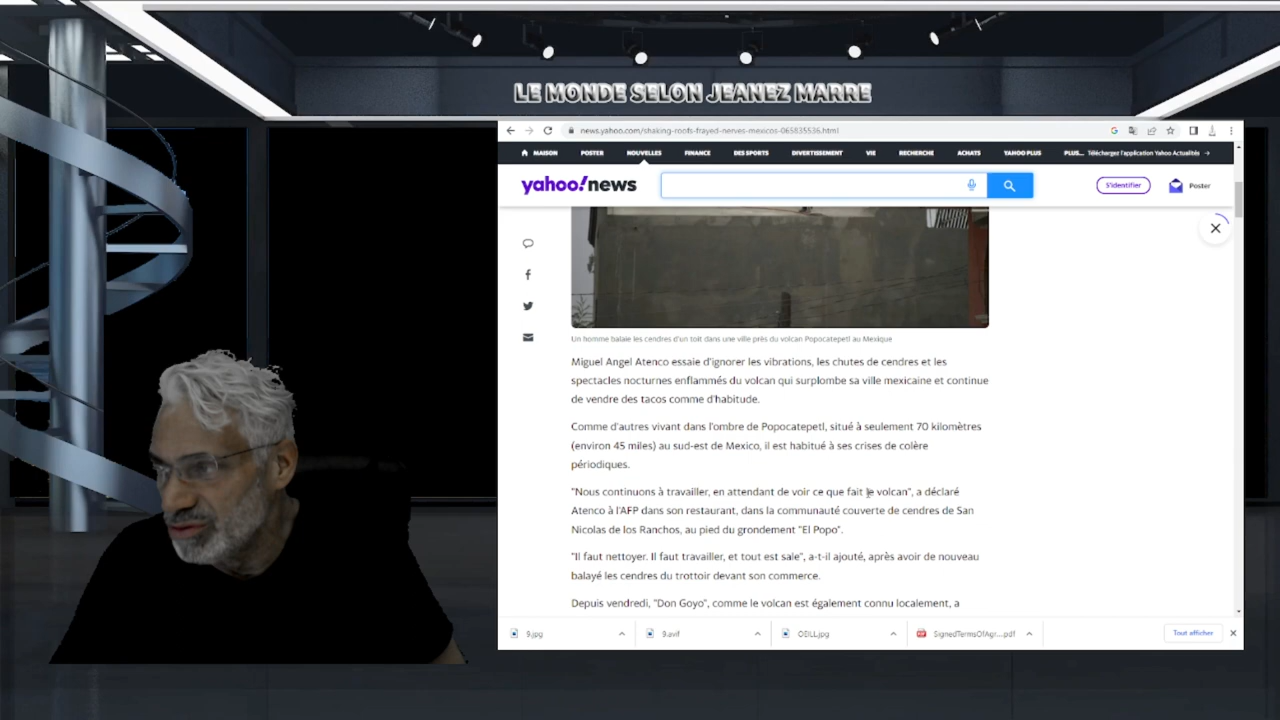 LE MONDE SELON JEANEZ MARRE
news.yahoo.com/shaking-roofs-frayed-nerves-mexicos-065835536.html
MAISON POSTER NOUVELLES FINANCE DES SPORTS DIVERTISSEMENT VIE RECHERCHE ACHATS YAHOO PLUS PLUS... Téléchargez l'application Yahoo Actualités →
yahoo!news S'identifier Poster
Un homme balaie les cendres d'un toit dans une ville près du volcan Popocatepetl au Mexique
Miguel Angel Atenco essaie d'ignorer les vibrations, les chutes de cendres et les
spectacles nocturnes enflammés du volcan qui surplombe sa ville mexicaine et continue
de vendre des tacos comme d'habitude.
Comme d'autres vivant dans l'ombre de Popocatepetl, situé à seulement 70 kilomètres
(environ 45 miles) au sud-est de Mexico, il est habitué à ses crises de colère
périodiques.
"Nous continuons à travailler, en attendant de voir ce que fait le volcan", a déclaré
Atenco à l'AFP dans son restaurant, dans la communauté couverte de cendres de San
Nicolas de los Ranchos, au pied du grondement "El Popo".
"Il faut nettoyer. Il faut travailler, et tout est sale", a-t-il ajouté, après avoir de nouveau
balayé les cendres du trottoir devant son commerce.
Depuis vendredi, "Don Goyo", comme le volcan est également connu localement, a
9.jpg 9.avif OEILL.jpg SignedTermsOfAgr....pdf Tout afficher